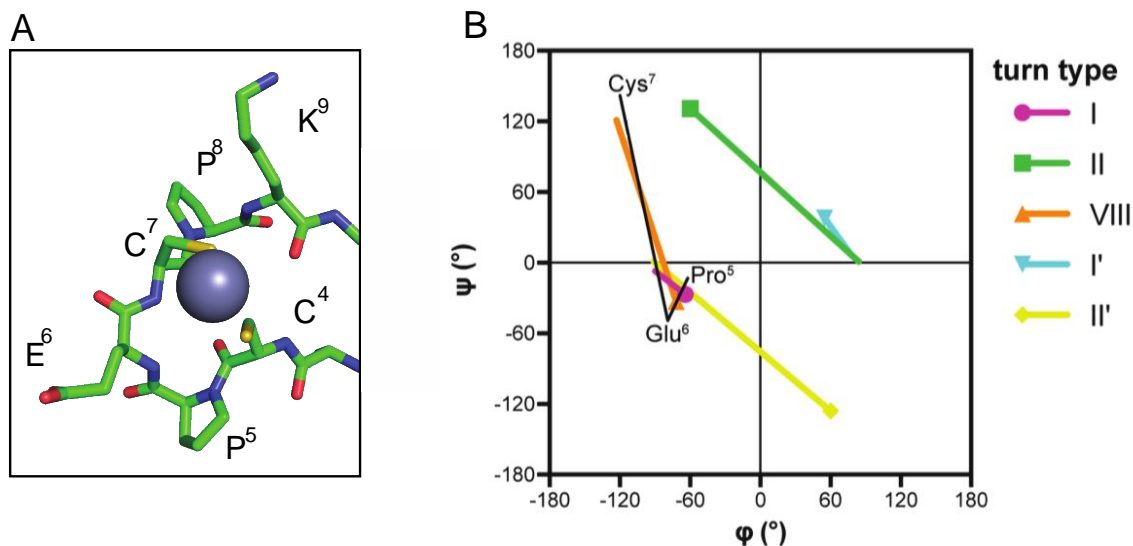 A
K9
P8
C7
C4
E6
P5
B
180
120
60
0
-60
-120
-180
-180 -120 -60 0 60 120 180
ψ (°)
φ (°)
Cys7
Pro5
Glu6
turn type
I
II
VIII
I'
II'